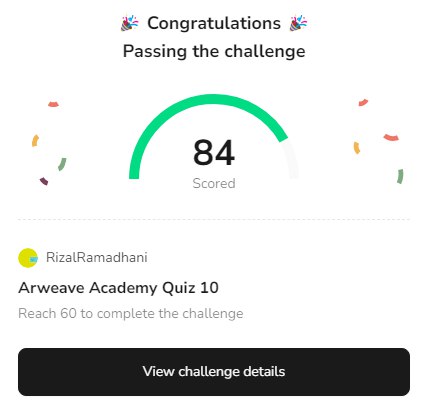 🎉 Congratulations 🎉
Passing the challenge
84
Scored
RizalRamadhani
Arweave Academy Quiz 10
Reach 60 to complete the challenge
View challenge details